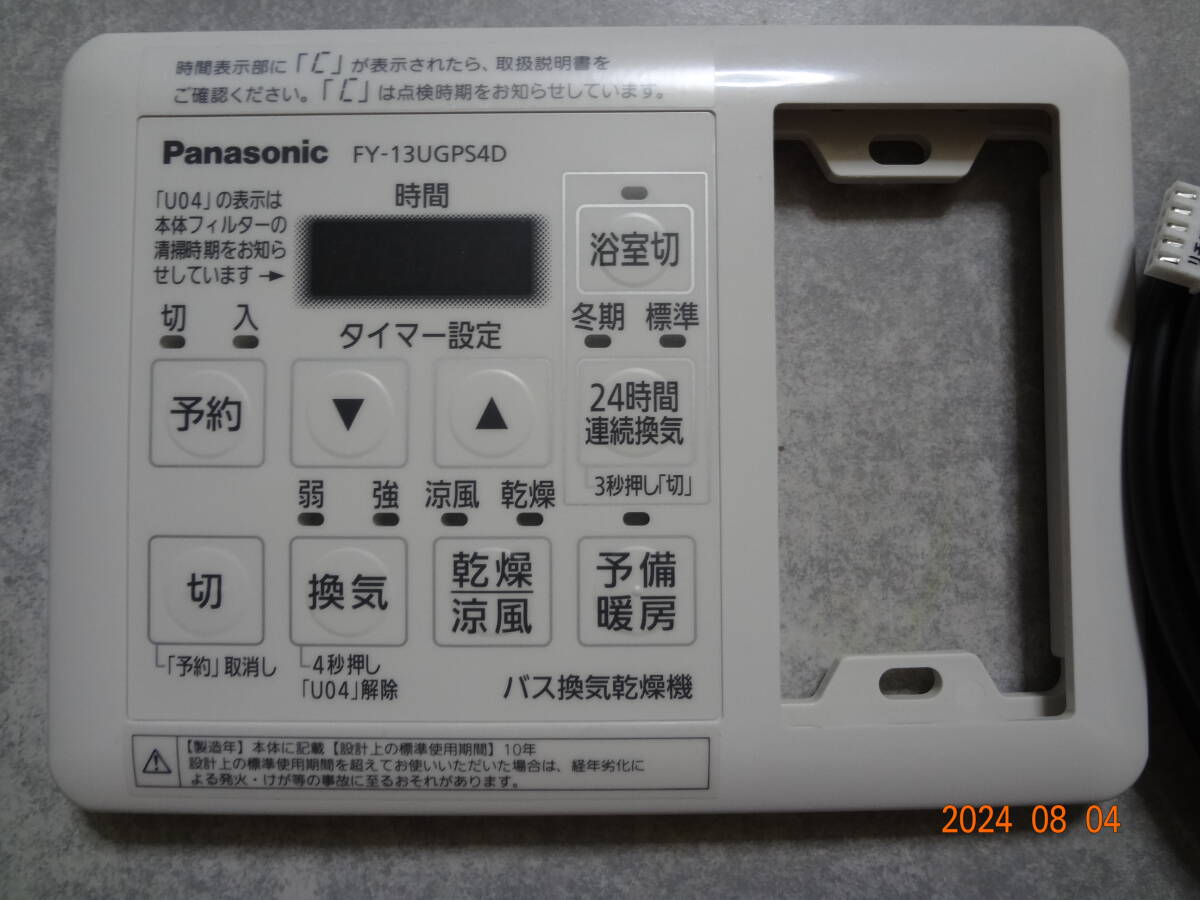 時間表示部に「C」が表示されたら、取扱説明書を
ご確認ください。「C」は点検時期をお知らせしています。
Panasonic FY-13UGPS4D
「U04」の表示は
本体フィルターの
清掃時期をお知ら
せしています→
時間
浴室切
切 入
タイマー設定
冬期 標準
予約
▼
▲
24時間
連続換気
3秒押し「切」
弱 強 涼風 乾燥
切
換気
乾燥
涼風
予備
暖房
「予約」取消し
4秒押し
「U04」解除
バス換気乾燥機
【製造年】本体に記載【設計上の標準使用期間】10年
設計上の標準使用期間を超えてお使いいただいた場合は、経年劣化に
よる発火・けが等の事故に至るおそれがあります。
2024 08 04